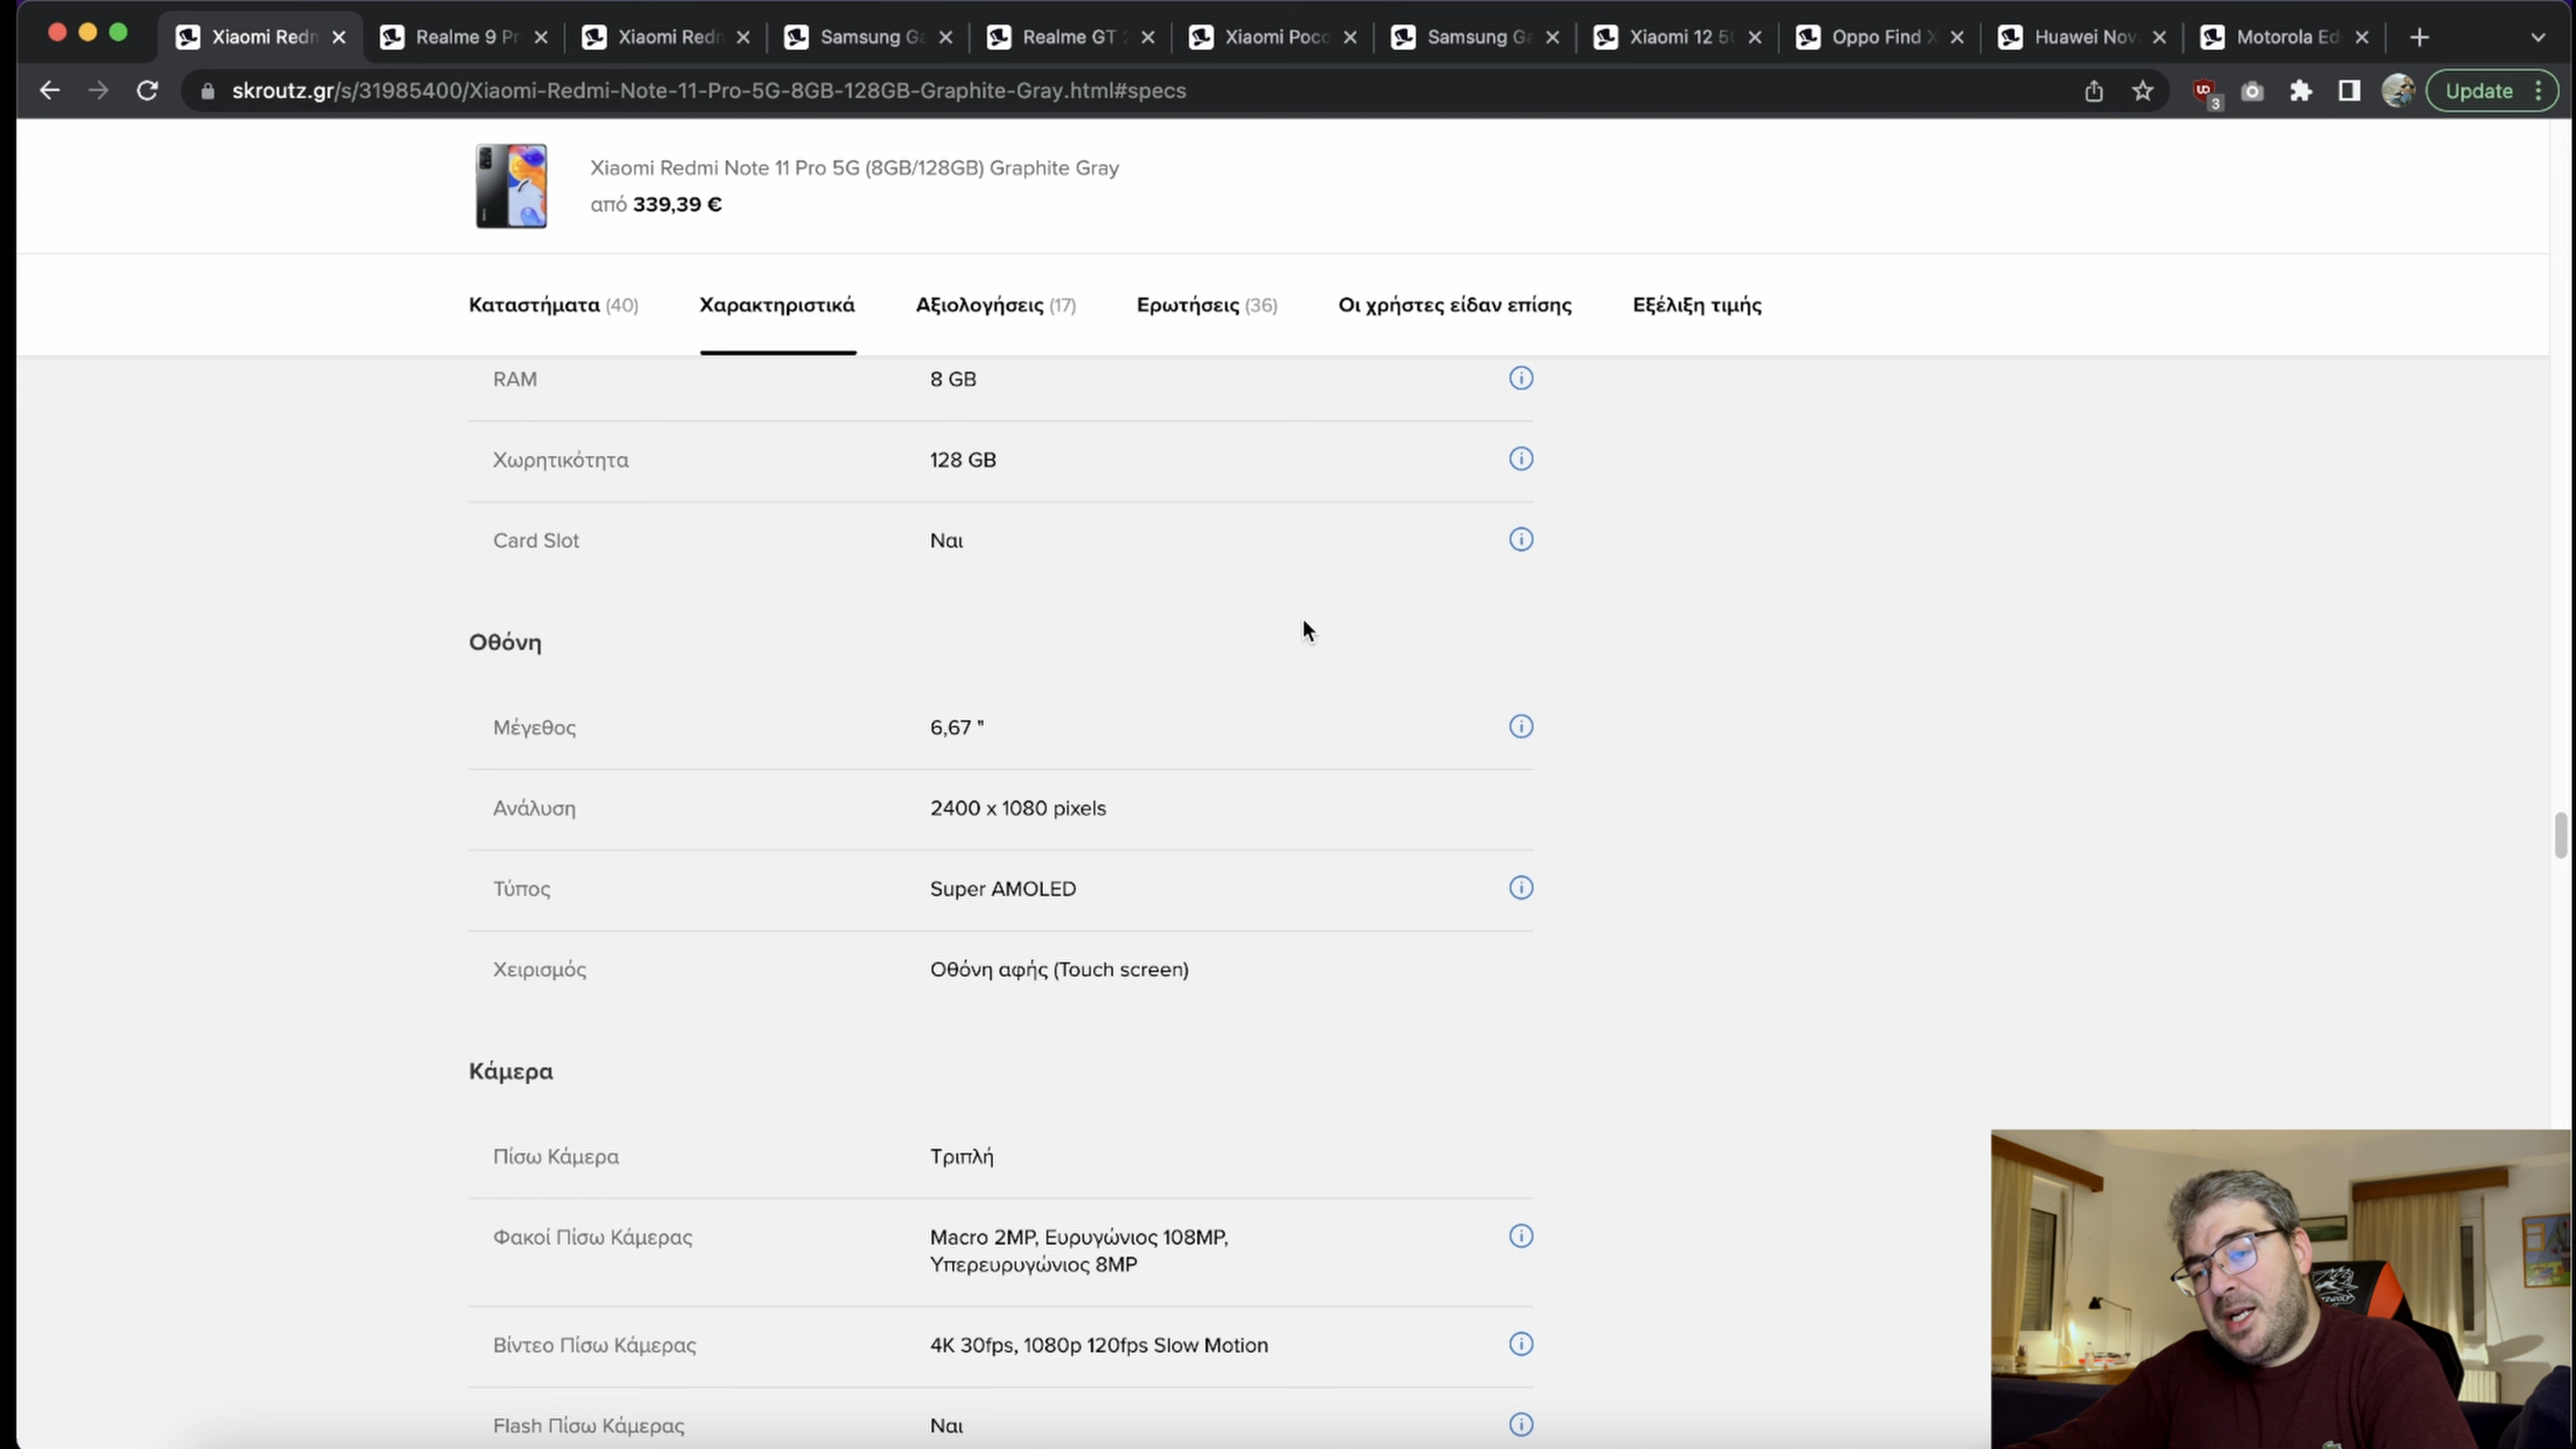 Xiaomi Redm
Realme 9 Pr
Xiaomi Redm
Samsung Ga
Realme GT 2
Xiaomi Poco
Samsung Ga
Xiaomi 12 5G
Oppo Find X
Huawei Nov
Motorola Ed
skroutz.gr/s/31985400/Xiaomi-Redmi-Note-11-Pro-5G-8GB-128GB-Graphite-Gray.html#specs
3
Update
Xiaomi Redmi Note 11 Pro 5G (8GB/128GB) Graphite Gray
από 339,39 €
Καταστήματα (40) Χαρακτηριστικά Αξιολογήσεις (17) Ερωτήσεις (36) Οι χρήστες είδαν επίσης Εξέλιξη τιμής
RAM 8 GB
Χωρητικότητα 128 GB
Card Slot Ναι
Οθόνη
Μέγεθος 6,67 "
Ανάλυση 2400 x 1080 pixels
Τύπος Super AMOLED
Χειρισμός Οθόνη αφής (Touch screen)
Κάμερα
Πίσω Κάμερα Τριπλή
Φακοί Πίσω Κάμερας Macro 2MP, Ευρυγώνιος 108MP,
Υπερευρυγώνιος 8MP
Βίντεο Πίσω Κάμερας 4K 30fps, 1080p 120fps Slow Motion
Flash Πίσω Κάμερας Ναι